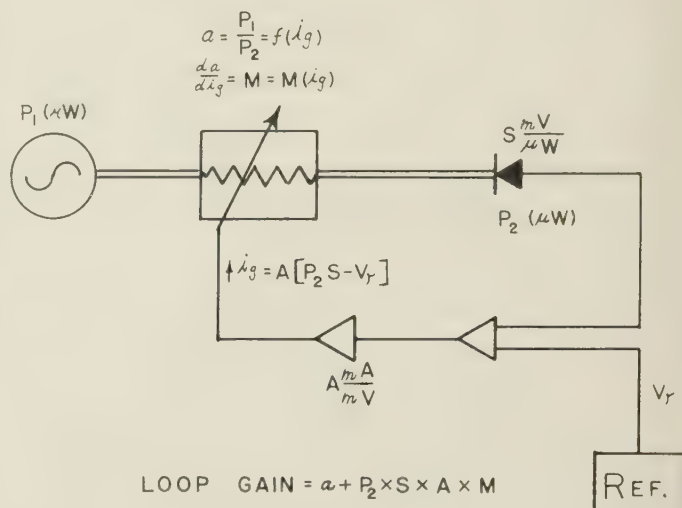 a = P₁/P₂ = f(ig)
da/dig = M = M(ig)
P₁ (μW)
S mV/μW
P₂ (μW)
ig = A[P₂ S - Vr]
A mA/mV
Vr
LOOP GAIN = a + P₂ × S × A × M
REF.